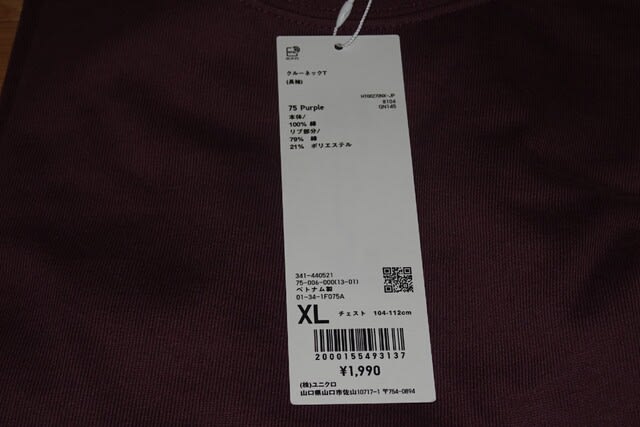 クルーネックT
(長袖)
75 Purple
8104
QN145
本体/
100% 綿
リブ部分/
79% 綿
21% ポリエステル
341-440521
75-006-000(13-01)
ベトナム製
01-34-1F075A
XL チェスト 104-112cm
2000155493137
¥1,990
(株)ユニクロ
山口県山口市佐山10717-1 〒754-0894